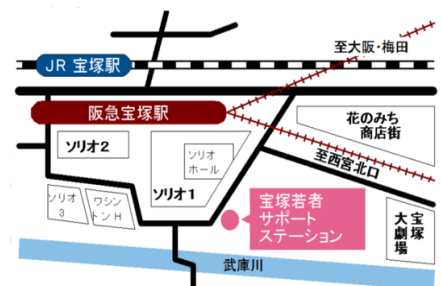 至大阪・梅田
JR 宝塚駅
阪急宝塚駅
花のみち
商店街
ソリオ2
ソリオ
ホール
至西宮北口
ソリオ1
ソリオ
3
ワシン
トンH
宝塚若者
サポート
ステーション
宝塚
大劇場
武庫川